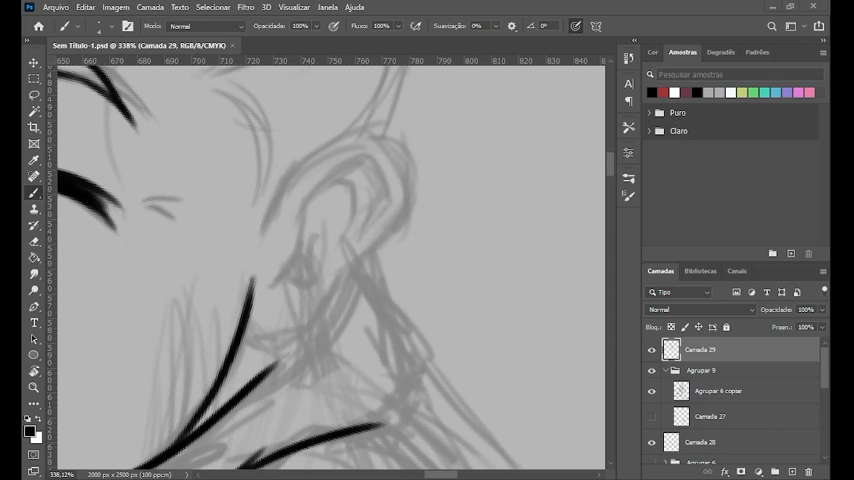 Arquivo Editar Imagem Camada Texto Selecionar Filtro 3D Visualizar Janela Ajuda
Modo: Normal Opacidade: 100% Fluxo: 100% Suavização: 0% 0°
Sem Título-1.psd @ 338% (Camada 29, RGB/8/CMYK) ×
650 660 670 680 690 700 710 720 730 740 750 760 770 780 790 800 810 820 830 840
Cor Amostras Degradês Padrões
Pesquisar amostras
Puro
Claro
Camadas Bibliotecas Canais
Tipo
Normal Opacidade: 100%
Bloq.: Preen.: 100%
Camada 29
Agrupar 9
Agrupar 6 copiar
Camada 27
Camada 28
Agrupar 6
338,12% 2000 px x 2500 px (100 ppcm)